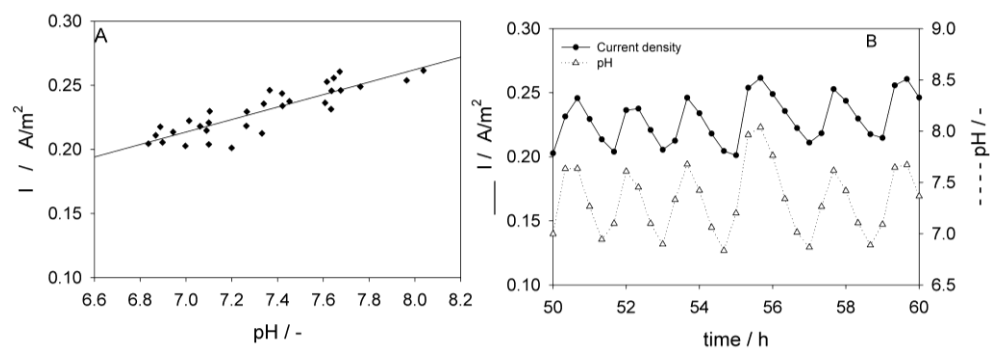 A
0.30
0.25
0.20
0.15
0.10
I / A/m²
6.6 6.8 7.0 7.2 7.4 7.6 7.8 8.0 8.2
pH / -
B
Current density
pH
0.30
0.25
0.20
0.15
0.10
I / A/m²
9.0
8.5
8.0
7.5
7.0
6.5
pH / -
50 52 54 56 58 60
time / h